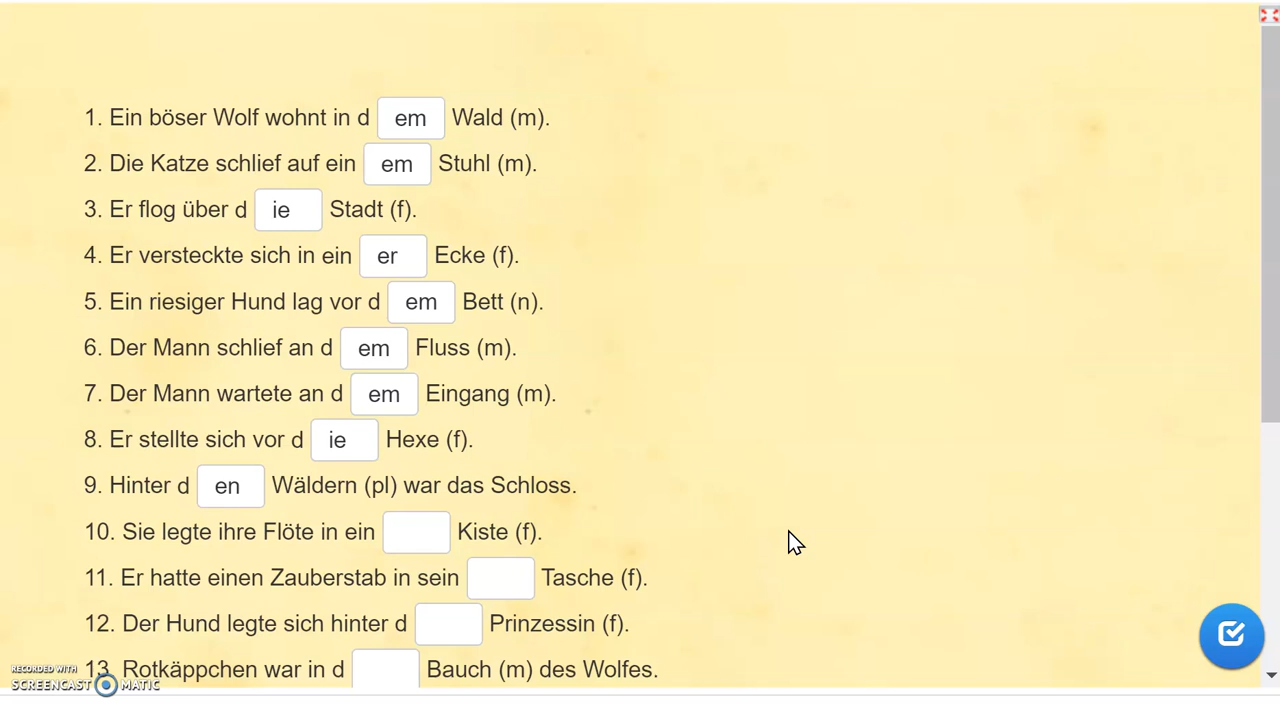 1. Ein böser Wolf wohnt in d em Wald (m).
2. Die Katze schlief auf ein em Stuhl (m).
3. Er flog über d ie Stadt (f).
4. Er versteckte sich in ein er Ecke (f).
5. Ein riesiger Hund lag vor d em Bett (n).
6. Der Mann schlief an d em Fluss (m).
7. Der Mann wartete an d em Eingang (m).
8. Er stellte sich vor d ie Hexe (f).
9. Hinter d en Wäldern (pl) war das Schloss.
10. Sie legte ihre Flöte in ein Kiste (f).
11. Er hatte einen Zauberstab in sein Tasche (f).
12. Der Hund legte sich hinter d Prinzessin (f).
13. Rotkäppchen war in d Bauch (m) des Wolfes.
RECORDED WITH
SCREENCAST MATIC